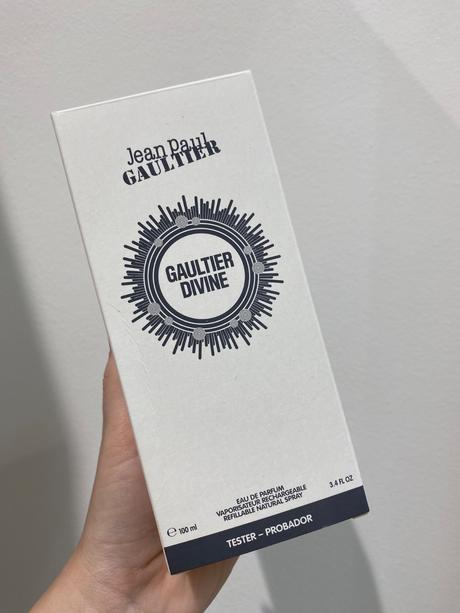 Jean Paul
GAULTIER
GAULTIER
DIVINE
EAU DE PARFUM
VAPORISATEUR RECHARGEABLE
REFILLABLE NATURAL SPRAY
℮ 100 ml
3.4 FL OZ
TESTER – PROBADOR